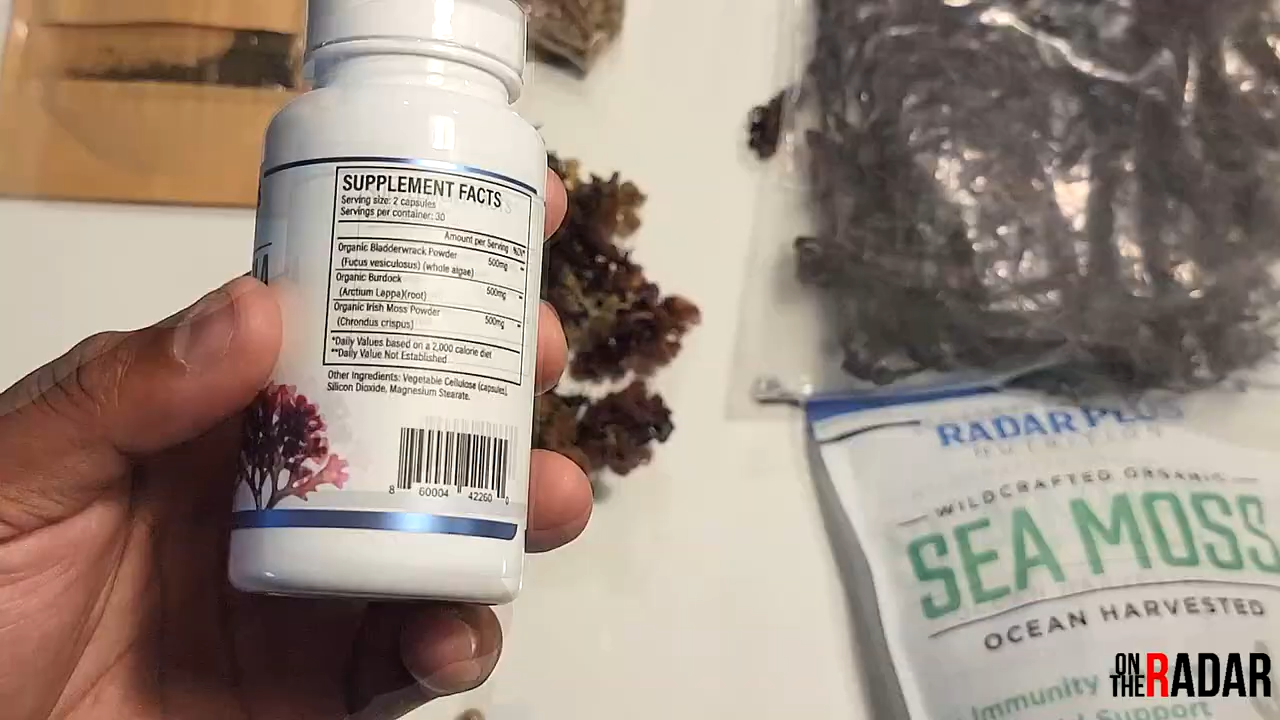 SUPPLEMENT FACTS
Serving size: 2 capsules
Servings per container: 30
Amount per Serving %DV*
Organic Bladderwrack Powder 500mg **
(Fucus vesiculosus) (whole algae)
Organic Burdock 500mg **
(Arctium Lappa)(root)
Organic Irish Moss Powder 500mg **
(Chrondus crispus)
*Daily Values based on a 2,000 calorie diet
**Daily Value Not Established
Other Ingredients: Vegetable Cellulose (capsules),
Silicon Dioxide, Magnesium Stearate.
8 60004 42260 0
RADAR PLUS
WILDCRAFTED ORGANIC
SEA MOSS
OCEAN HARVESTED
Immunity
Support
ON
THE RADAR